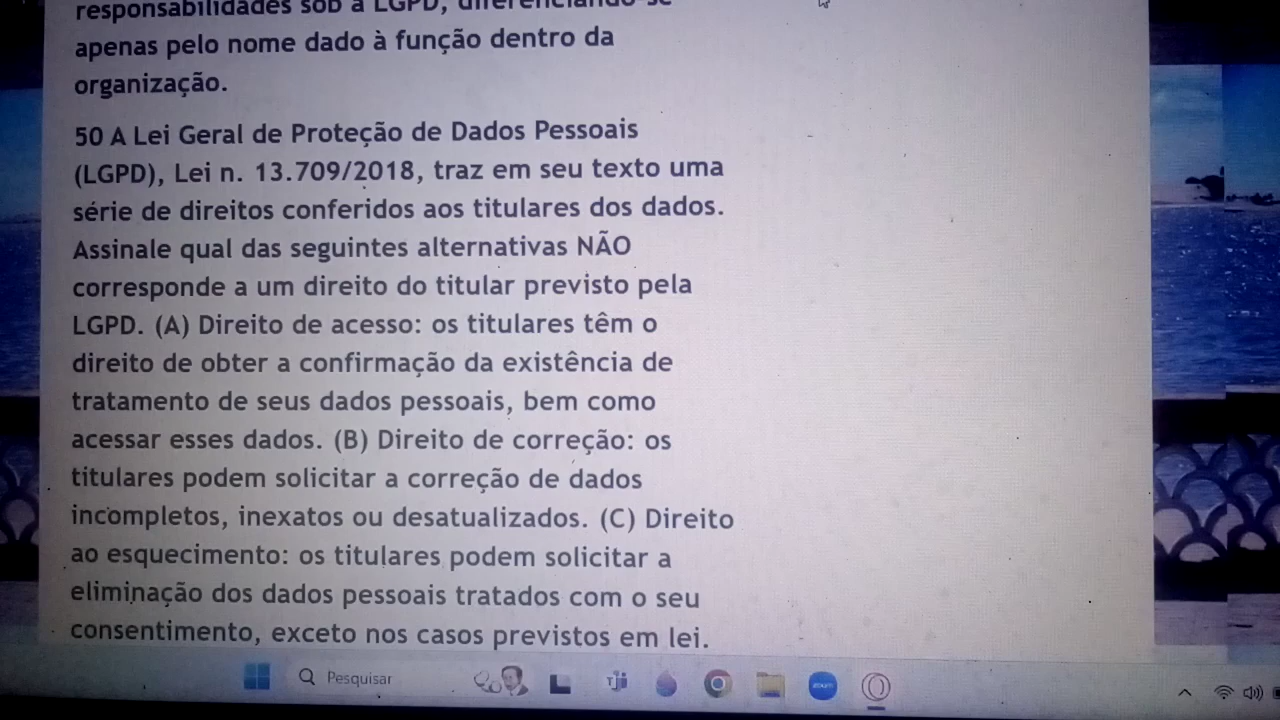 responsabilidades sob a LGPD, diferenciando-se
apenas pelo nome dado à função dentro da
organização.
50 A Lei Geral de Proteção de Dados Pessoais
(LGPD), Lei n. 13.709/2018, traz em seu texto uma
série de direitos conferidos aos titulares dos dados.
Assinale qual das seguintes alternativas NÃO
corresponde a um direito do titular previsto pela
LGPD. (A) Direito de acesso: os titulares têm o
direito de obter a confirmação da existência de
tratamento de seus dados pessoais, bem como
acessar esses dados. (B) Direito de correção: os
titulares podem solicitar a correção de dados
incompletos, inexatos ou desatualizados. (C) Direito
ao esquecimento: os titulares podem solicitar a
eliminação dos dados pessoais tratados com o seu
consentimento, exceto nos casos previstos em lei.
Pesquisar
zoom